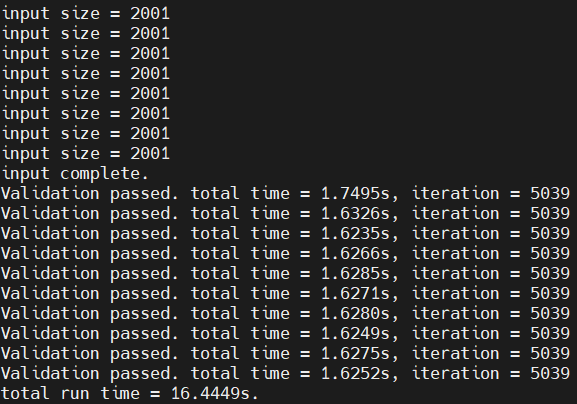 input size = 2001
input size = 2001
input size = 2001
input size = 2001
input size = 2001
input size = 2001
input size = 2001
input size = 2001
input complete.
Validation passed. total time = 1.7495s, iteration = 5039
Validation passed. total time = 1.6326s, iteration = 5039
Validation passed. total time = 1.6235s, iteration = 5039
Validation passed. total time = 1.6266s, iteration = 5039
Validation passed. total time = 1.6285s, iteration = 5039
Validation passed. total time = 1.6271s, iteration = 5039
Validation passed. total time = 1.6280s, iteration = 5039
Validation passed. total time = 1.6249s, iteration = 5039
Validation passed. total time = 1.6275s, iteration = 5039
Validation passed. total time = 1.6252s, iteration = 5039
total run time = 16.4449s.